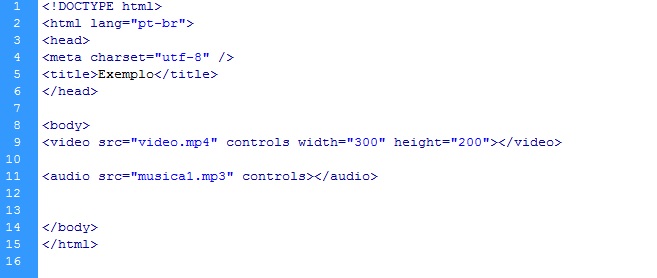 1 <!DOCTYPE html>
2 <html lang="pt-br">
3 <head>
4 <meta charset="utf-8" />
5 <title>Exemplo</title>
6 </head>
7
8 <body>
9 <video src="video.mp4" controls width="300" height="200"></video>
10
11 <audio src="musica1.mp3" controls></audio>
12
13
14 </body>
15 </html>
16